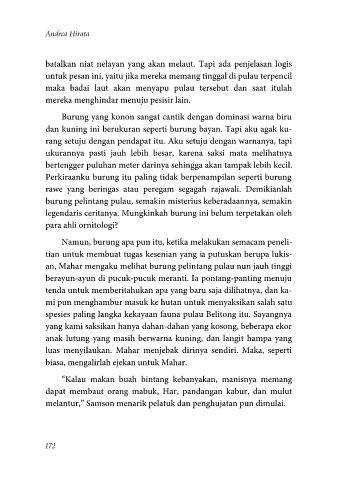 Andrea Hirata
batalkan niat nelayan yang akan melaut. Tapi ada penjelasan logis
untuk pesan ini, yaitu jika mereka memang tinggal di pulau terpencil
maka badai laut akan menyapu pulau tersebut dan saat itulah
mereka menghindar menuju pesisir lain.
Burung yang konon sangat cantik dengan dominasi warna biru
dan kuning ini berukuran seperti burung bayan. Tapi aku agak ku-
rang setuju dengan pendapat itu. Aku setuju dengan warnanya, tapi
ukurannya pasti jauh lebih besar, karena saksi mata melihatnya
bertengger puluhan meter darinya sehingga akan tampak lebih kecil.
Perkiraanku burung itu paling tidak berpenampilan seperti burung
rawe yang beringas atau peregam segagah rajawali. Demikianlah
burung pelintang pulau, semakin misterius keberadaannya, semakin
legendaris ceritanya. Mungkinkah burung ini belum terpetakan oleh
para ahli ornitologi?
Namun, burung apa pun itu, ketika melakukan semacam peneli-
tian untuk membuat tugas kesenian yang ia putuskan berupa lukis-
an, Mahar mengaku melihat burung pelintang pulau nun jauh tinggi
berayun-ayun di pucuk-pucuk meranti. Ia pontang-panting menuju
tenda untuk memberitahukan apa yang baru saja dilihatnya, dan ka-
mi pun menghambur masuk ke hutan untuk menyaksikan salah satu
spesies paling langka kekayaan fauna pulau Belitong itu. Sayangnya
yang kami saksikan hanya dahan-dahan yang kosong, beberapa ekor
anak lutung yang masih berwarna kuning, dan langit hampa yang
luas menyilaukan. Mahar menjebak dirinya sendiri. Maka, seperti
biasa, mengalirlah ejekan untuk Mahar.
“Kalau makan buah bintang kebanyakan, manisnya memang
dapat membaut orang mabuk, Har, pandangan kabur, dan mulut
melantur,” Samson menarik pelatuk dan penghujatan pun dimulai.
172